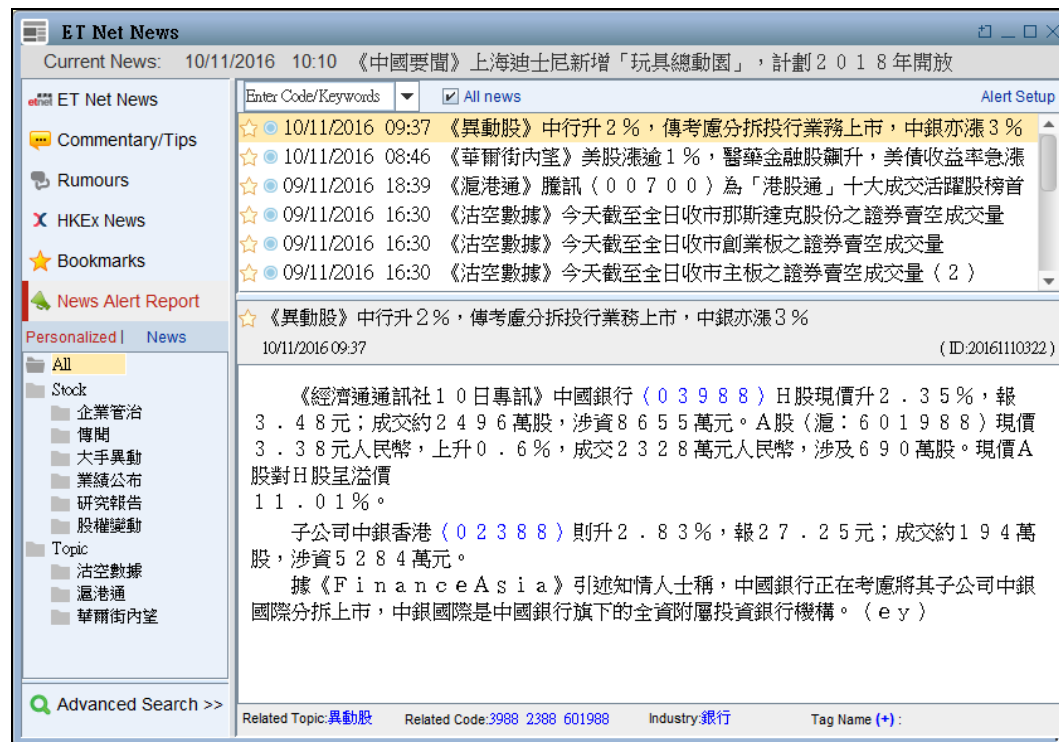 ET Net News
Current News: 10/11/2016 10:10 《中國要聞》上海迪士尼新增「玩具總動園」，計劃２０１８年開放
ET Net News
Commentary/Tips
Rumours
HKEx News
Bookmarks
News Alert Report
Personalized | News
All
Stock
企業管治
傳聞
大手異動
業績公布
研究報告
股權變動
Topic
沽空數據
滬港通
華爾街內望
Advanced Search >>
Enter Code/Keywords All news Alert Setup
10/11/2016 09:37 《異動股》中行升２％，傳考慮分拆投行業務上市，中銀亦漲３％
10/11/2016 08:46 《華爾街內望》美股漲逾１％，醫藥金融股飆升，美債收益率急漲
09/11/2016 18:39 《滬港通》騰訊（００７００）為「港股通」十大成交活躍股榜首
09/11/2016 16:30 《沽空數據》今天截至全日收市那斯達克股份之證券賣空成交量
09/11/2016 16:30 《沽空數據》今天截至全日收市創業板之證券賣空成交量
09/11/2016 16:30 《沽空數據》今天截至全日收市主板之證券賣空成交量（２）
《異動股》中行升２％，傳考慮分拆投行業務上市，中銀亦漲３％
10/11/2016 09:37 (ID:20161110322)
《經濟通通訊社１０日專訊》中國銀行（０３９８８）Ｈ股現價升２．３５％，報
３．４８元；成交約２４９６萬股，涉資８６５５萬元。Ａ股（滬：６０１９８８）現價
３．３８元人民幣，上升０．６％，成交２３２８萬元人民幣，涉及６９０萬股。現價Ａ
股對Ｈ股呈溢價
１１．０１％。
子公司中銀香港（０２３８８）則升２．８３％，報２７．２５元；成交約１９４萬
股，涉資５２８４萬元。
據《ＦｉｎａｎｃｅＡｓｉａ》引述知情人士稱，中國銀行正在考慮將其子公司中銀
國際分拆上市，中銀國際是中國銀行旗下的全資附屬投資銀行機構。（ｅｙ）
Related Topic:異動股 Related Code:3988 2388 601988 Industry:銀行 Tag Name (+) :